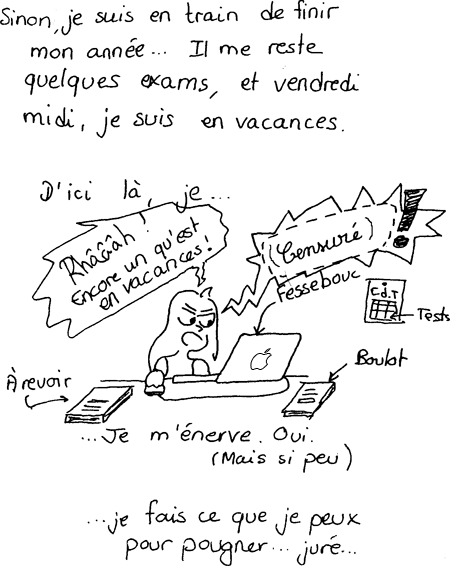 Sinon, je suis en train de finir
mon année... Il me reste
quelques exams, et vendredi
midi, je suis en vacances.
D'ici là, je...
Rhâââh !
Encore un qu'est
en vacances !
(Censuré) !
Fessebouc
C.d.T
Tests
À revoir
Boulot
...Je m'énerve. Oui.
(Mais si peu)
...je fais ce que je peux
pour pougner... juré...